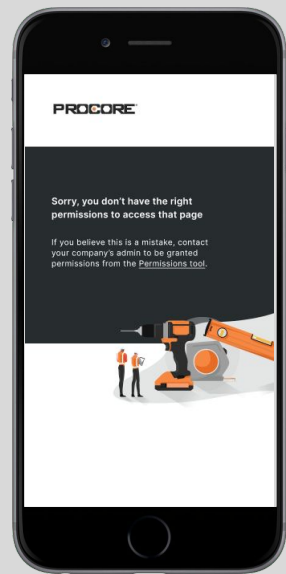 PROCORE
Sorry, you don't have the right
permissions to access that page
If you believe this is a mistake, contact
your company's admin to be granted
permissions from the Permissions tool.